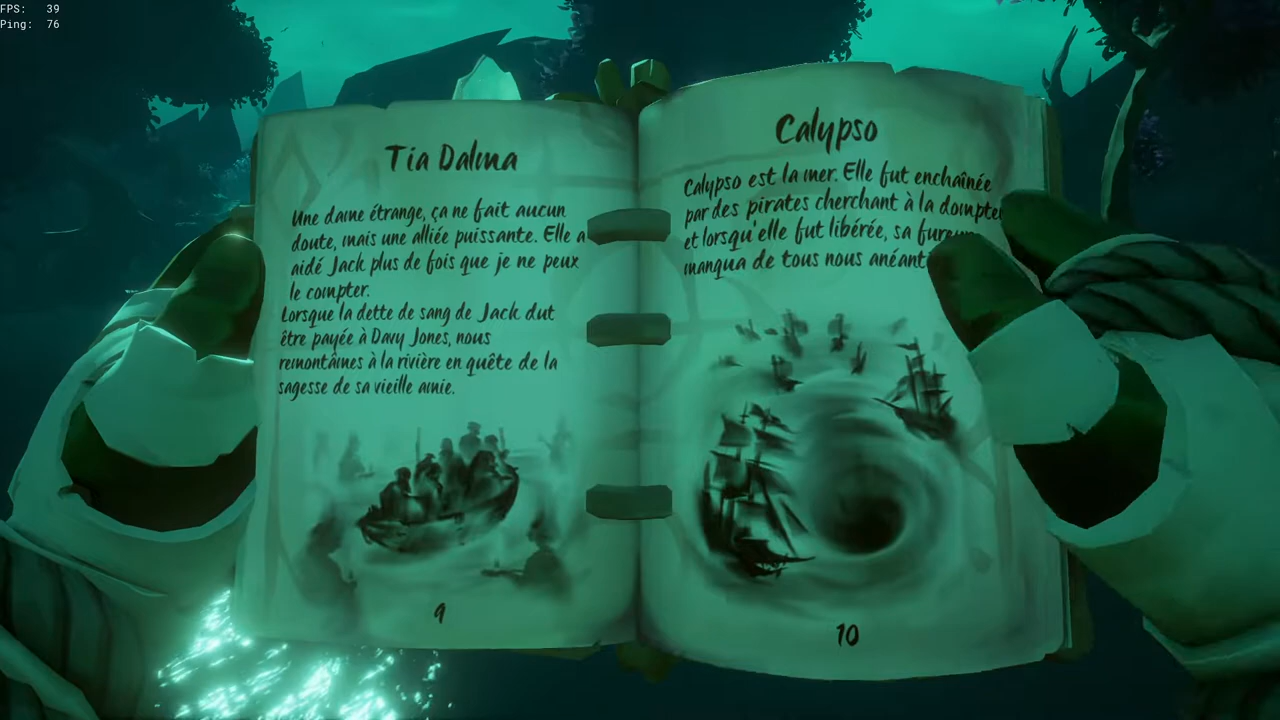 FPS: 39
Ping: 76
Tia Dalma
Une dame étrange, ça ne fait aucun
doute, mais une alliée puissante. Elle a
aidé Jack plus de fois que je ne peux
le compter.
Lorsque la dette de sang de Jack dut
être payée à Davy Jones, nous
remontâmes à la rivière en quête de la
sagesse de sa vieille amie.
9
Calypso
Calypso est la mer. Elle fut enchaînée
par des pirates cherchant à la dompter
et lorsqu'elle fut libérée, sa fureur
manqua de tous nous anéanti
10